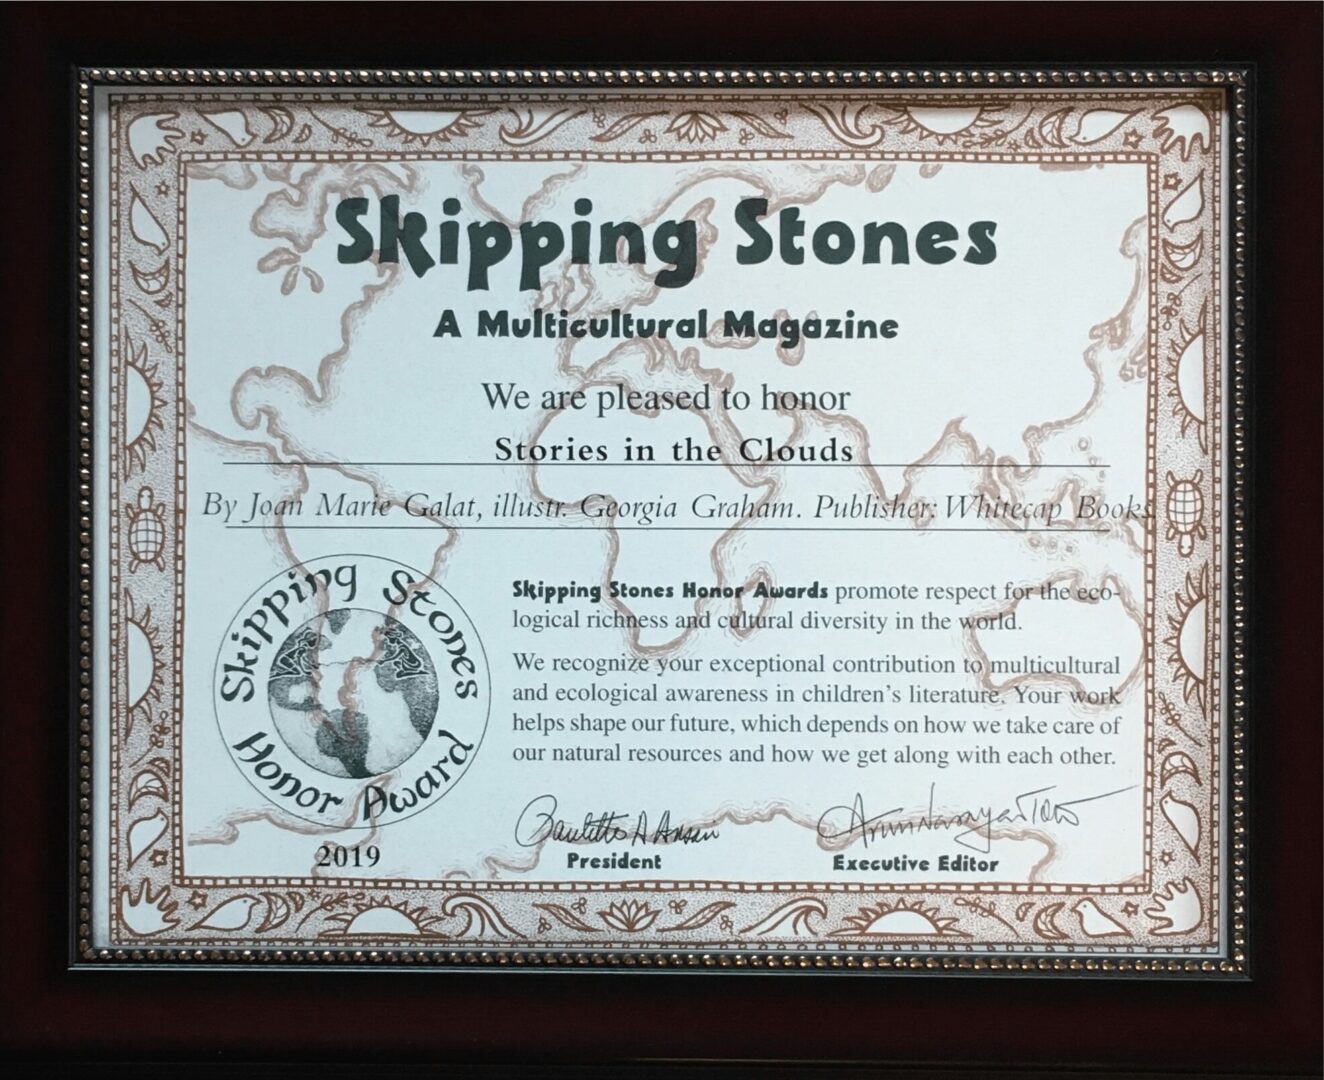 Skipping Stones
A Multicultural Magazine
We are pleased to honor
Stories in the Clouds
By Joan Marie Galat, illustr. Georgia Graham. Publisher: Whitecap Books
Skipping Stones
Honor Award
2019
Skipping Stones Honor Awards promote respect for the eco-
logical richness and cultural diversity in the world.
We recognize your exceptional contribution to multicultural
and ecological awareness in children's literature. Your work
helps shape our future, which depends on how we take care of
our natural resources and how we get along with each other.
President
Executive Editor